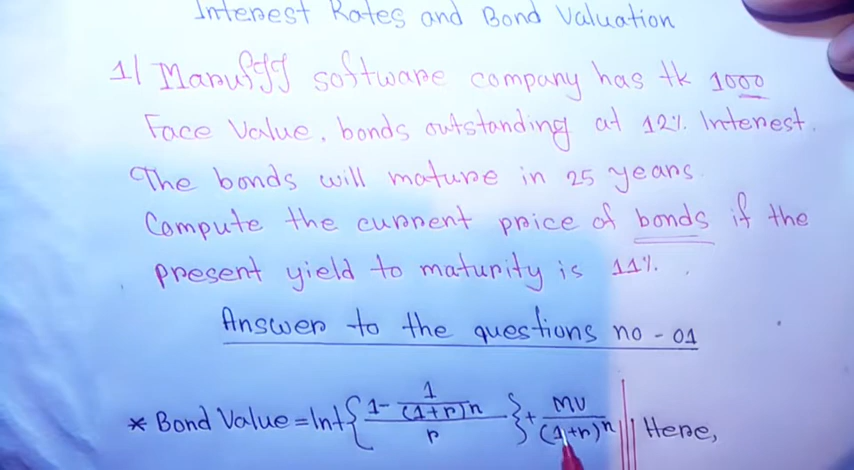 Interest Rates and Bond Valuation
1| MarufJJ software company has tk 1000
Face Value, bonds outstanding at 12% Interest.
The bonds will mature in 25 years
Compute the current price of bonds if the
present yield to maturity is 11%.
Answer to the questions no - 01
* Bond Value = Int { (1 - 1/(1+r)n) / r } + MV/(1+r)n || Here,